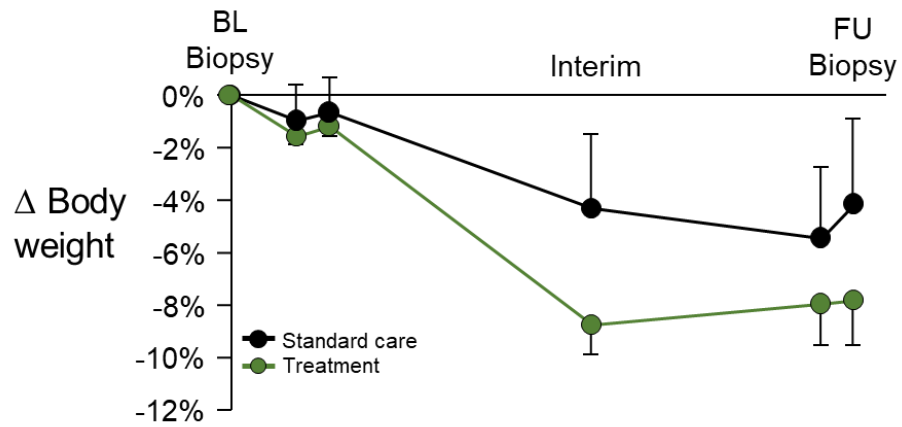 BL
Biopsy
Interim
FU
Biopsy
0%
-2%
-4%
-6%
-8%
-10%
-12%
Δ Body
weight
Standard care
Treatment